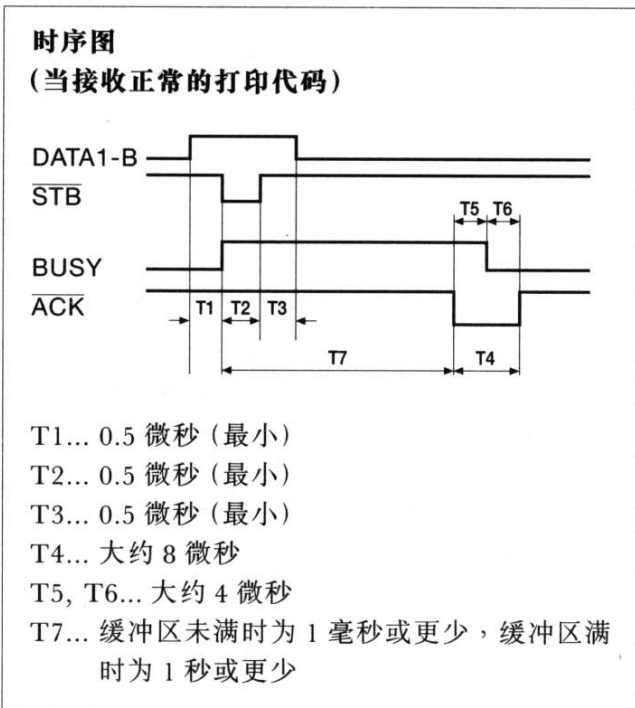 时序图
(当接收正常的打印代码)
DATA1-B
STB
T5 T6
BUSY
ACK
T1 T2 T3
T7 T4
T1... 0.5 微秒 (最小)
T2... 0.5 微秒 (最小)
T3... 0.5 微秒 (最小)
T4... 大约 8 微秒
T5, T6... 大约 4 微秒
T7... 缓冲区未满时为 1 毫秒或更少，缓冲区满
时为 1 秒或更少